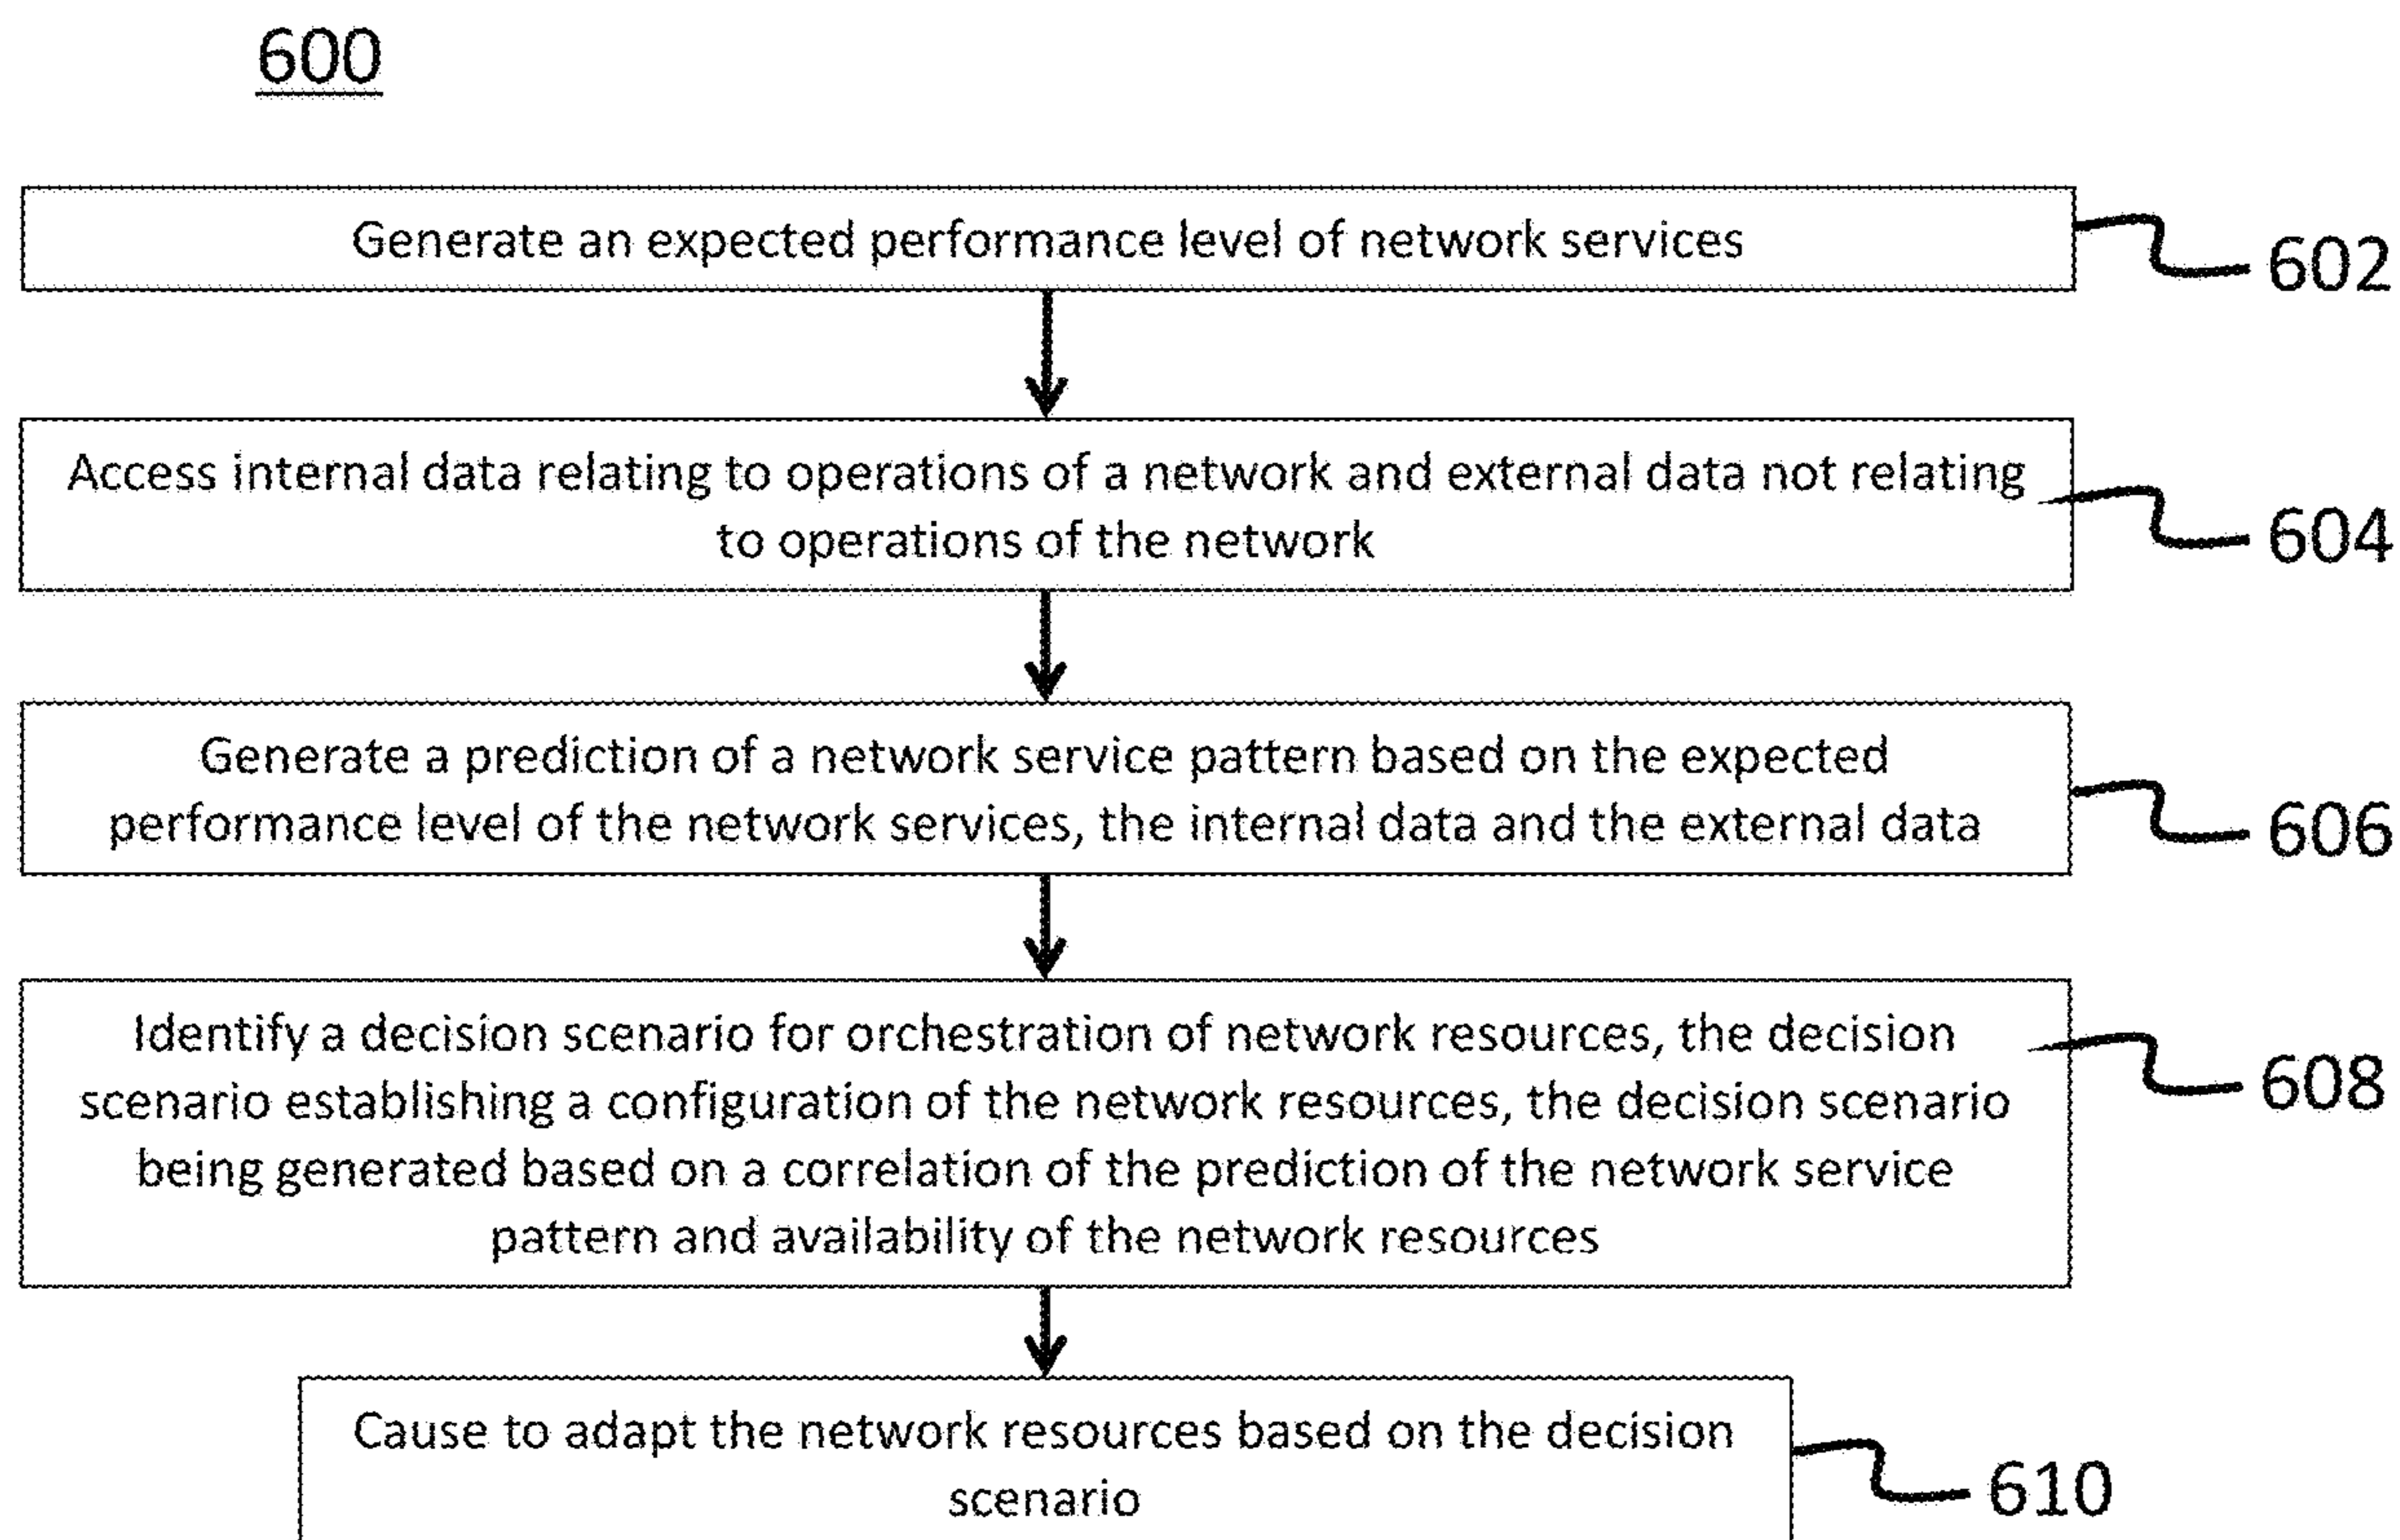 600
Generate an expected performance level of network services
602
Access internal data relating to operations of a network and external data not relating
to operations of the network
604
Generate a prediction of a network service pattern based on the expected
performance level of the network services, the internal data and the external data
606
Identify a decision scenario for orchestration of network resources, the decision
scenario establishing a configuration of the network resources, the decision scenario
being generated based on a correlation of the prediction of the network service
pattern and availability of the network resources
608
Cause to adapt the network resources based on the decision
scenario
610